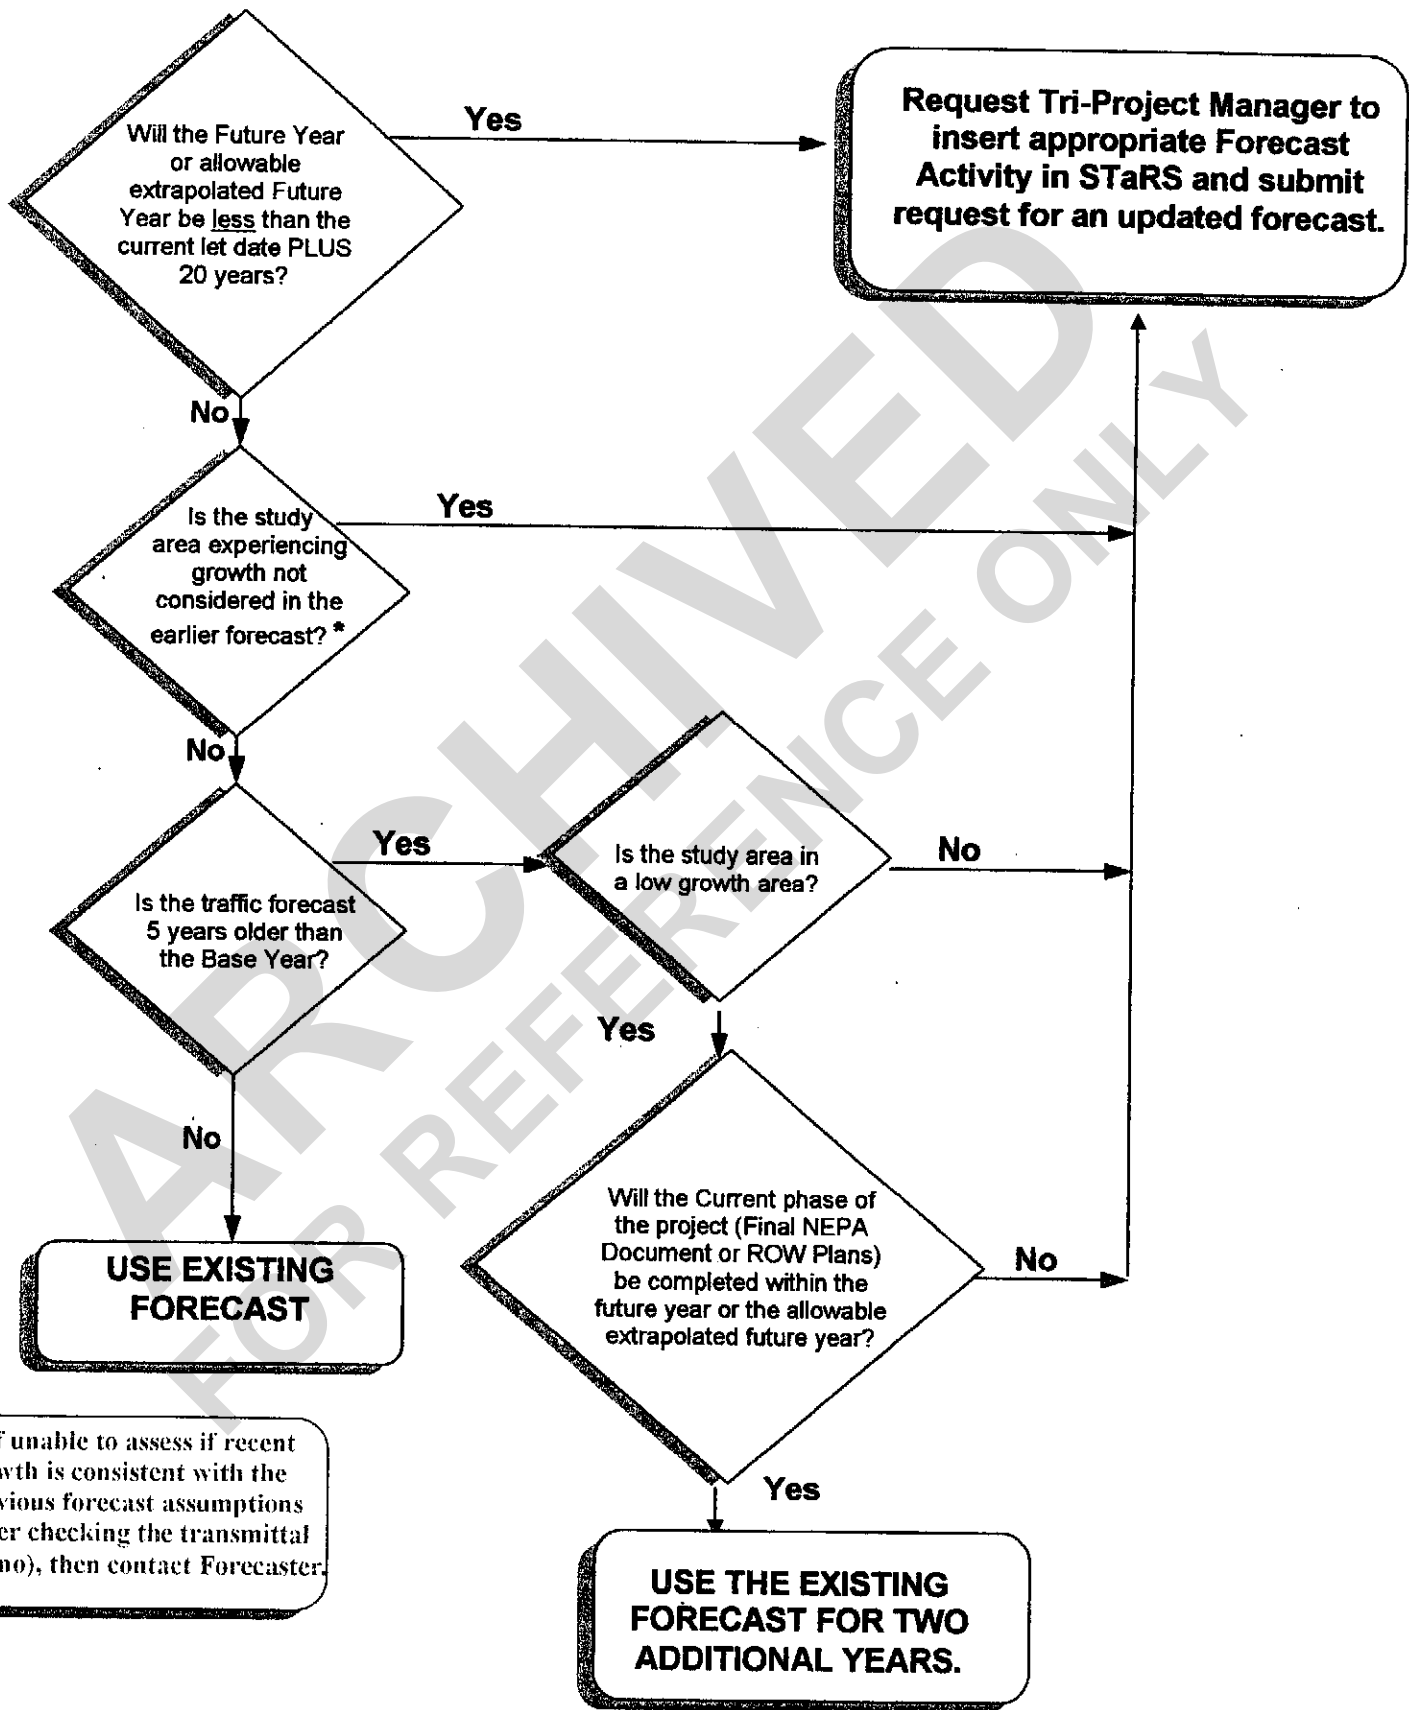 Will the Future Year
or allowable
extrapolated Future
Year be less than the
current let date PLUS
20 years?
Yes
Request Tri-Project Manager to
insert appropriate Forecast
Activity in STaRS and submit
request for an updated forecast.
No
Is the study
area experiencing
growth not
considered in the
earlier forecast? *
Yes
No
Is the traffic forecast
5 years older than
the Base Year?
Yes
Is the study area in
a low growth area?
No
Yes
No
Will the Current phase of
the project (Final NEPA
Document or ROW Plans)
be completed within the
future year or the allowable
extrapolated future year?
No
USE EXISTING
FORECAST
unable to assess if recent
is consistent with the
forecast assumptions
checking the transmittal
then contact Forecaster.
Yes
USE THE EXISTING
FORECAST FOR TWO
ADDITIONAL YEARS.
ARCHIVED
FOR REFERENCE ONLY